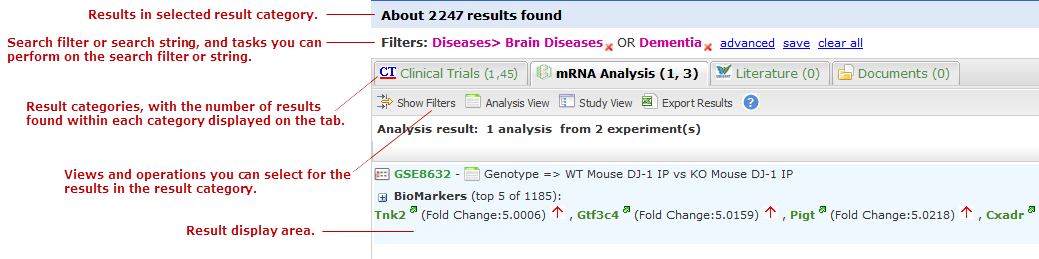 Results in selected result category.
About 2247 results found
Search filter or search string, and tasks you can
perform on the search filter or string.
Filters: Diseases> Brain Diseases OR Dementia advanced save clear all
CT Clinical Trials (1,45) mRNA Analysis (1, 3) Literature (0) Documents (0)
Result categories, with the number of results
found within each category displayed on the tab.
Show Filters Analysis View Study View Export Results ?
Analysis result: 1 analysis from 2 experiment(s)
Views and operations you can select for the
results in the result category.
GSE8632 - Genotype => WT Mouse DJ-1 IP vs KO Mouse DJ-1 IP
BioMarkers (top 5 of 1185):
Tnk2 (Fold Change:5.0006) , Gtf3c4 (Fold Change:5.0159) , Pigt (Fold Change:5.0218) , Cxadr
Result display area.